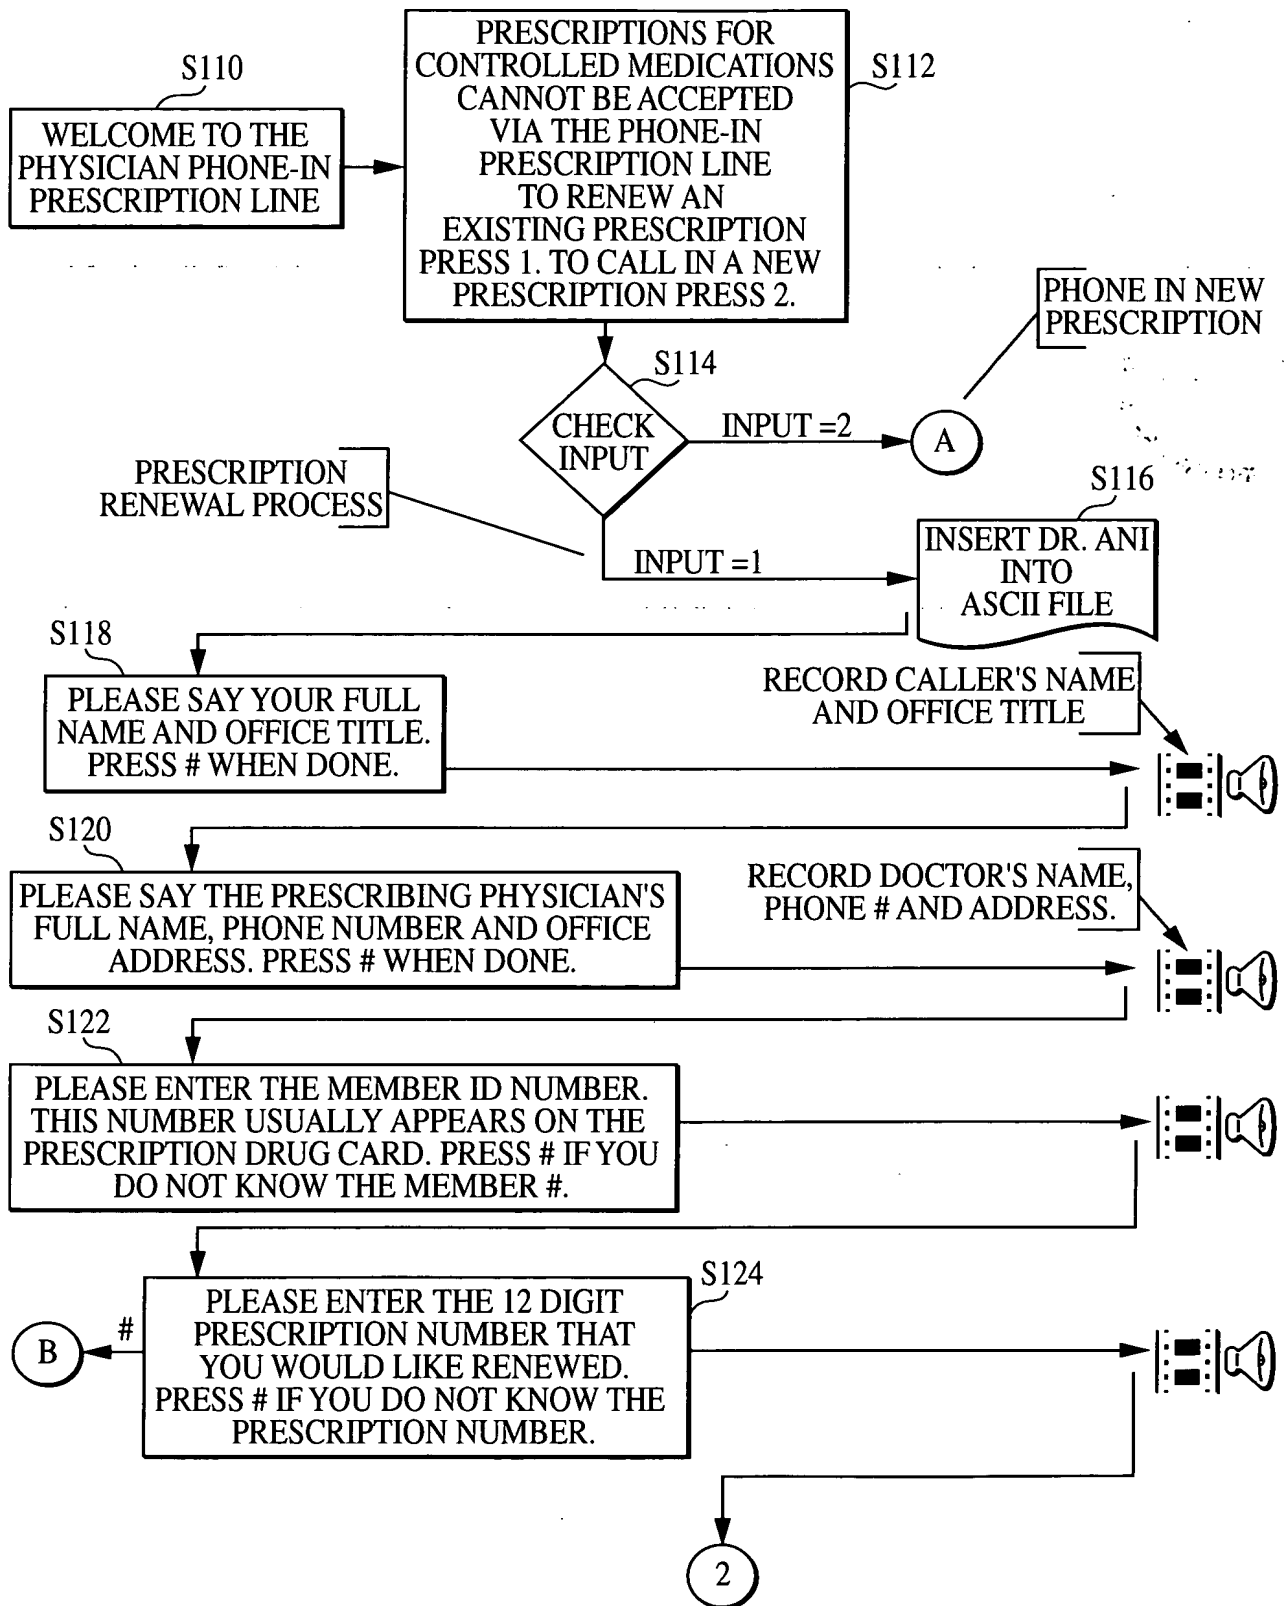 S110
WELCOME TO THE
PHYSICIAN PHONE-IN
PRESCRIPTION LINE
S112
PRESCRIPTIONS FOR
CONTROLLED MEDICATIONS
CANNOT BE ACCEPTED
VIA THE PHONE-IN
PRESCRIPTION LINE
TO RENEW AN
EXISTING PRESCRIPTION
PRESS 1. TO CALL IN A NEW
PRESCRIPTION PRESS 2.
PHONE IN NEW
PRESCRIPTION
S114
CHECK
INPUT
INPUT =2
A
PRESCRIPTION
RENEWAL PROCESS
INPUT =1
S116
INSERT DR. ANI
INTO
ASCII FILE
S118
PLEASE SAY YOUR FULL
NAME AND OFFICE TITLE.
PRESS # WHEN DONE.
RECORD CALLER'S NAME
AND OFFICE TITLE
S120
PLEASE SAY THE PRESCRIBING PHYSICIAN'S
FULL NAME, PHONE NUMBER AND OFFICE
ADDRESS. PRESS # WHEN DONE.
RECORD DOCTOR'S NAME,
PHONE # AND ADDRESS.
S122
PLEASE ENTER THE MEMBER ID NUMBER.
THIS NUMBER USUALLY APPEARS ON THE
PRESCRIPTION DRUG CARD. PRESS # IF YOU
DO NOT KNOW THE MEMBER #.
S124
PLEASE ENTER THE 12 DIGIT
PRESCRIPTION NUMBER THAT
YOU WOULD LIKE RENEWED.
PRESS # IF YOU DO NOT KNOW THE
PRESCRIPTION NUMBER.
#
B
2